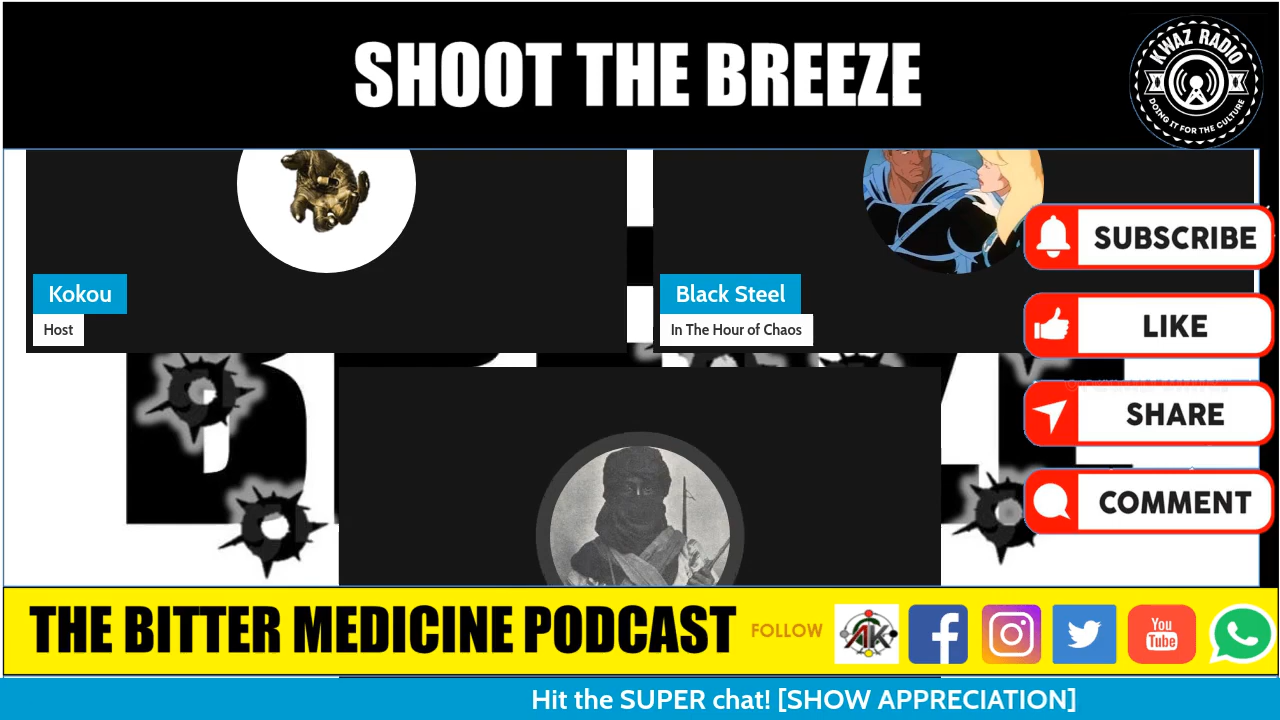 SHOOT THE BREEZE
KWAZ RADIO
DOING IT FOR THE CULTURE
Kokou
Host
Black Steel
In The Hour of Chaos
SUBSCRIBE
LIKE
SHARE
COMMENT
THE BITTER MEDICINE PODCAST
FOLLOW
AK
You
Tube
Hit the SUPER chat! [SHOW APPRECIATION]